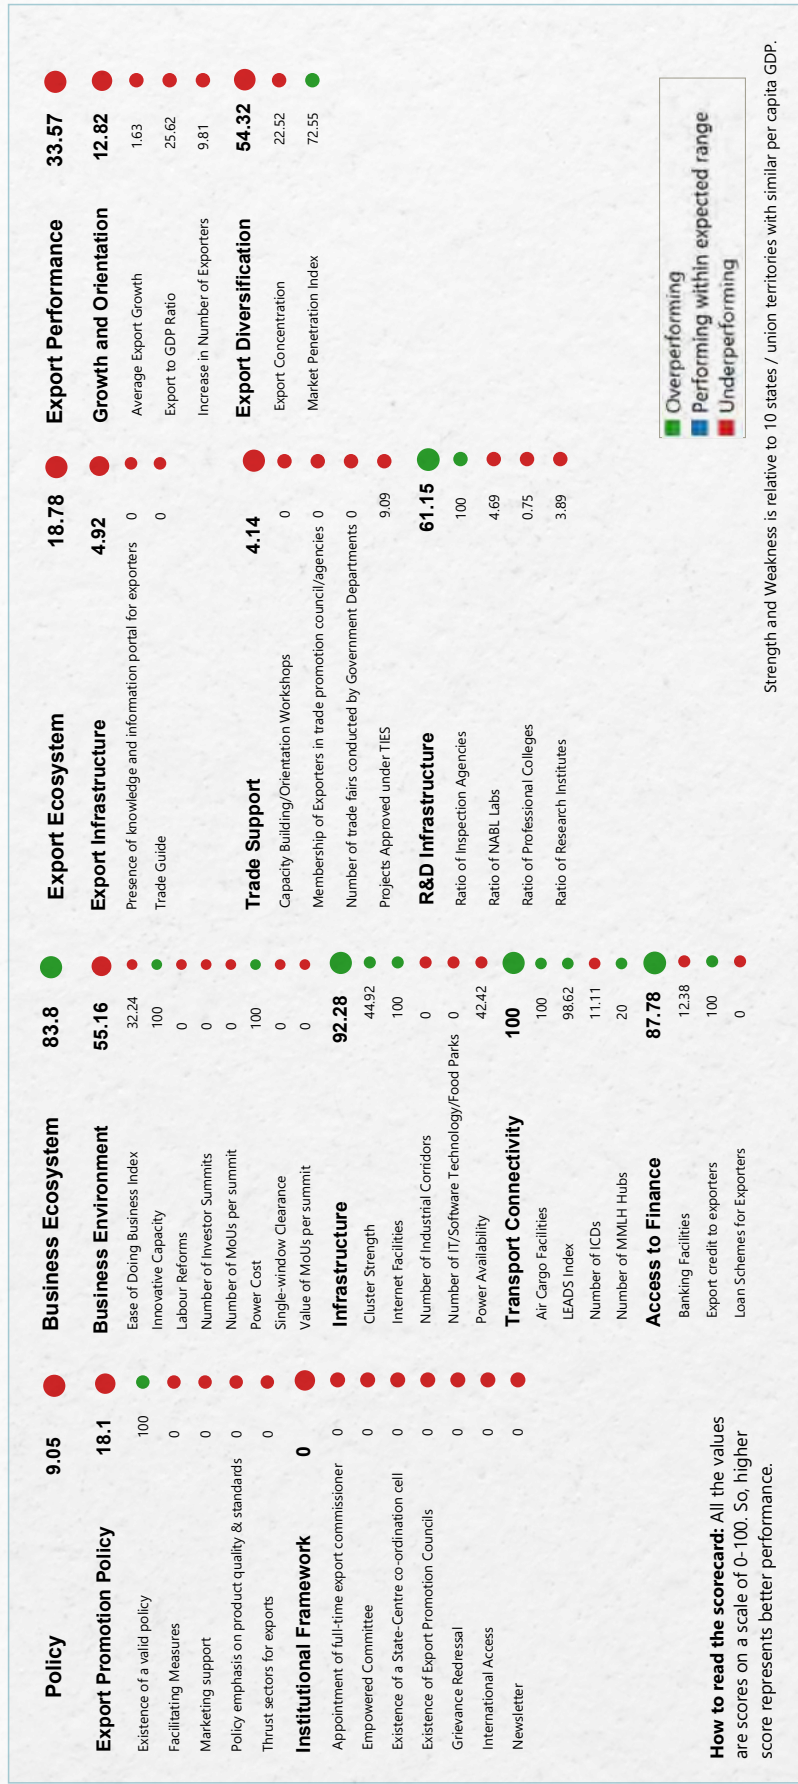 Policy 9.05
Export Promotion Policy 18.1
Existence of a valid policy 100
Facilitating Measures 0
Marketing support 0
Policy emphasis on product quality & standards 0
Thrust sectors for exports 0
Institutional Framework 0
Appointment of full-time export commissioner 0
Empowered Committee 0
Existence of a State-Centre co-ordination cell 0
Existence of Export Promotion Councils 0
Grievance Redressal 0
International Access 0
Newsletter 0
Business Ecosystem 83.8
Business Environment 55.16
Ease of Doing Business Index 32.24
Innovative Capacity 100
Labour Reforms 0
Number of Investor Summits 0
Number of MoUs per summit 0
Power Cost 100
Single-window Clearance 0
Value of MoUs per summit 0
Infrastructure 92.28
Cluster Strength 44.92
Internet Facilities 100
Number of Industrial Corridors 0
Number of IT/Software Technology/Food Parks 0
Power Availability 42.42
Transport Connectivity 100
Air Cargo Facilities 100
LEADS Index 98.62
Number of ICDs 11.11
Number of MMLH Hubs 20
Access to Finance 87.78
Banking Facilities 12.38
Export credit to exporters 100
Loan Schemes for Exporters 0
Export Ecosystem 18.78
Export Infrastructure 4.92
Presence of knowledge and information portal for exporters 0
Trade Guide 0
Trade Support 4.14
Capacity Building/Orientation Workshops 0
Membership of Exporters in trade promotion council/agencies 0
Number of trade fairs conducted by Government Departments 0
Projects Approved under TIES 9.09
R&D Infrastructure 61.15
Ratio of Inspection Agencies 100
Ratio of NABL Labs 4.69
Ratio of Professional Colleges 0.75
Ratio of Research Institutes 3.89
Export Performance 33.57
Growth and Orientation 12.82
Average Export Growth 1.63
Export to GDP Ratio 25.62
Increase in Number of Exporters 9.81
Export Diversification 54.32
Export Concentration 22.52
Market Penetration Index 72.55
How to read the scorecard: All the values
are scores on a scale of 0-100. So, higher
score represents better performance.
Overperforming
Performing within expected range
Underperforming
Strength and Weakness is relative to 10 states / union territories with similar per capita GDP.